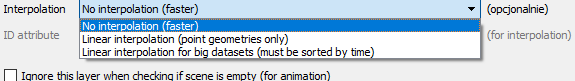 Interpolation No interpolation (faster) (opcjonalnie)
No interpolation (faster)
ID attribute Linear interpolation (point geometries only) (for interpolation)
Linear interpolation for big datasets (must be sorted by time)
Ignore this layer when checking if scene is empty (for animation)